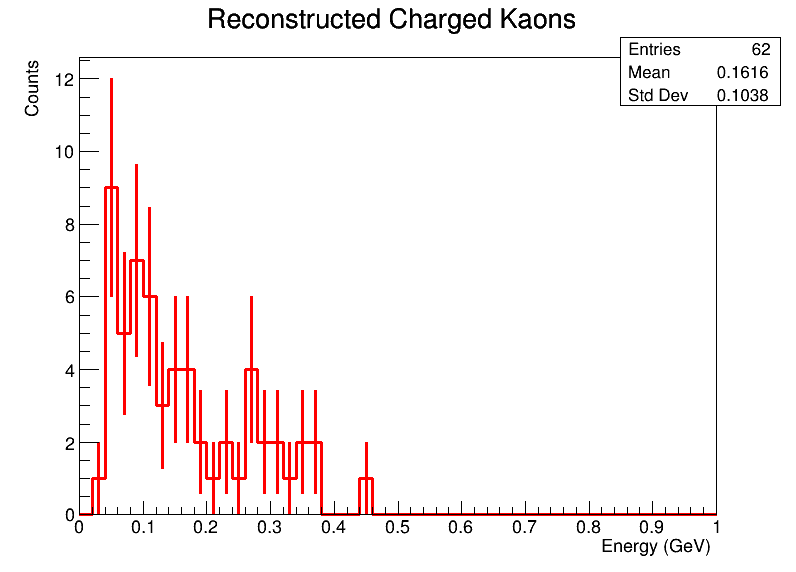 Reconstructed Charged Kaons
Entries 62
Mean 0.1616
Std Dev 0.1038
Counts
12
10
8
6
4
2
0
0 0.1 0.2 0.3 0.4 0.5 0.6 0.7 0.8 0.9 1
Energy (GeV)